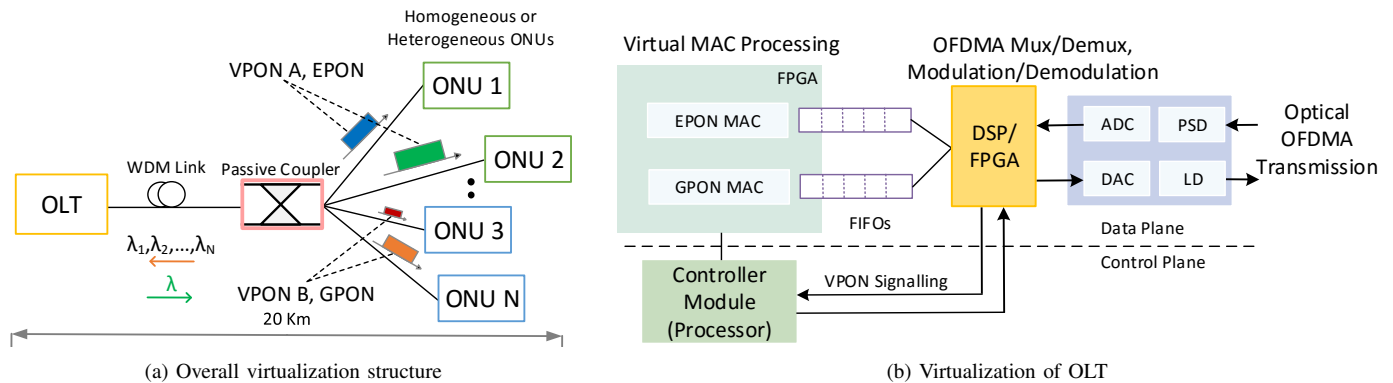 Homogeneous or
Heterogeneous ONUs
VPON A, EPON
ONU 1
WDM Link
Passive Coupler
ONU 2
OLT
ONU 3
λ1,λ2,...,λN
λ
VPON B, GPON
ONU N
20 Km
(a) Overall virtualization structure
Virtual MAC Processing
OFDMA Mux/Demux,
Modulation/Demodulation
FPGA
EPON MAC
GPON MAC
FIFOs
DSP/
FPGA
ADC
PSD
DAC
LD
Optical
OFDMA
Transmission
Data Plane
Control Plane
Controller
Module
(Processor)
VPON Signalling
(b) Virtualization of OLT